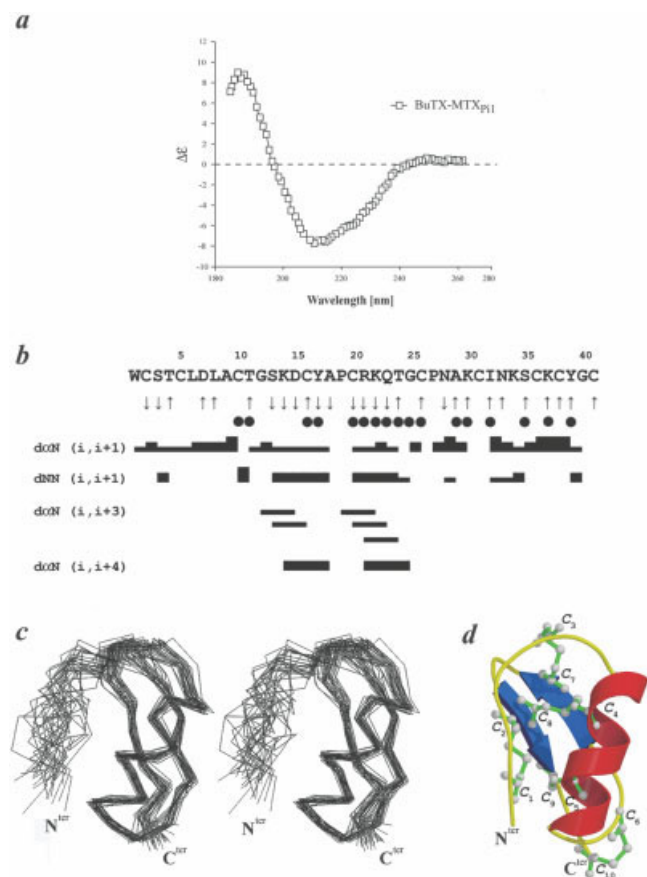 a
12
10
8
6
4
2
0
-2
-4
-6
-8
-10
Δε
BuTX-MTXPi1
180 200 220 240 260 280
Wavelength [nm]
b
5 10 15 20 25 30 35 40
WCSTCLDLACTGSKDCYAPCRKQTGCPNAKCINKSCKCYGC
dαN (i,i+1)
dNN (i,i+1)
dαN (i,i+3)
dαN (i,i+4)
c
Nter
Cter
Nter
Cter
d
C3
C7
C4
C2
C8
C1
C9
C5
C6
Nter
Cter
C10